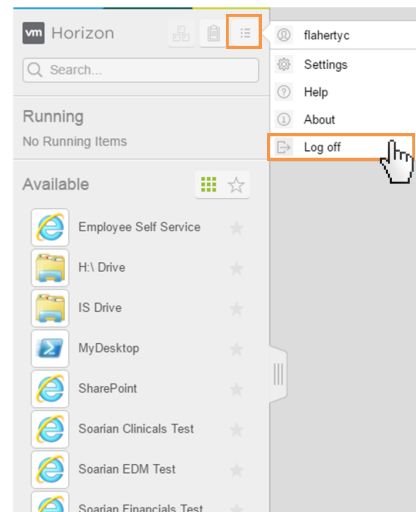 vm Horizon
flahertyc
Search...
Settings
Help
About
Log off
Running
No Running Items
Available
Employee Self Service
H:\ Drive
IS Drive
MyDesktop
SharePoint
Soarian Clinicals Test
Soarian EDM Test
Soarian Financials Test